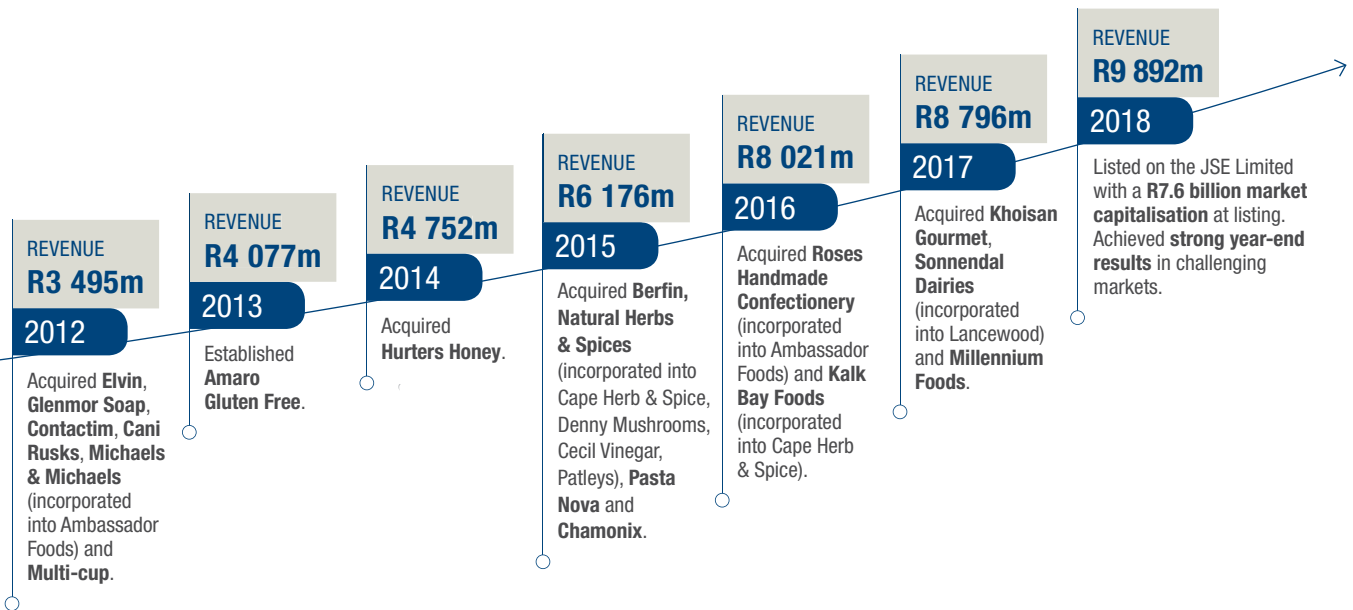 REVENUE
R3 495m
2012
Acquired Elvin,
Glenmor Soap,
Contactim, Cani
Rusks, Michaels
& Michaels
(incorporated
into Ambassador
Foods) and
Multi-cup.
REVENUE
R4 077m
2013
Established
Amaro
Gluten Free.
REVENUE
R4 752m
2014
Acquired
Hurters Honey.
REVENUE
R6 176m
2015
Acquired Berfin,
Natural Herbs
& Spices
(incorporated into
Cape Herb & Spice,
Denny Mushrooms,
Cecil Vinegar,
Patleys), Pasta
Nova and
Chamonix.
REVENUE
R8 021m
2016
Acquired Roses
Handmade
Confectionery
(incorporated
into Ambassador
Foods) and Kalk
Bay Foods
(incorporated
into Cape Herb
& Spice).
REVENUE
R8 796m
2017
Acquired Khoisan
Gourmet,
Sonnendal
Dairies
(incorporated
into Lancewood)
and Millennium
Foods.
REVENUE
R9 892m
2018
Listed on the JSE Limited
with a R7.6 billion market
capitalisation at listing.
Achieved strong year-end
results in challenging
markets.